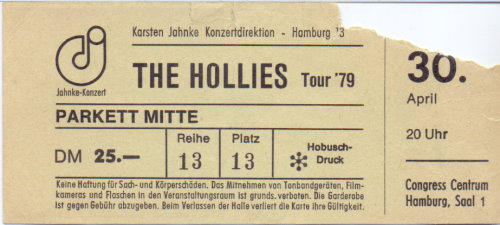 Karsten Jahnke Konzertdirektion - Hamburg 13
Jahnke-Konzert
THE HOLLIES Tour '79
PARKETT MITTE
DM 25.—
Reihe
13
Platz
13
Hobusch-
Druck
Keine Haftung für Sach- und Körperschäden. Das Mitnehmen von Tonbandgeräten, Film-
kameras und Flaschen in den Veranstaltungsraum ist grunds. verboten. Die Garderobe
ist gegen Gebühr abzugeben. Beim Verlassen der Halle verliert die Karte ihre Gültigkeit.
30.
April
20 Uhr
Congress Centrum
Hamburg, Saal 1